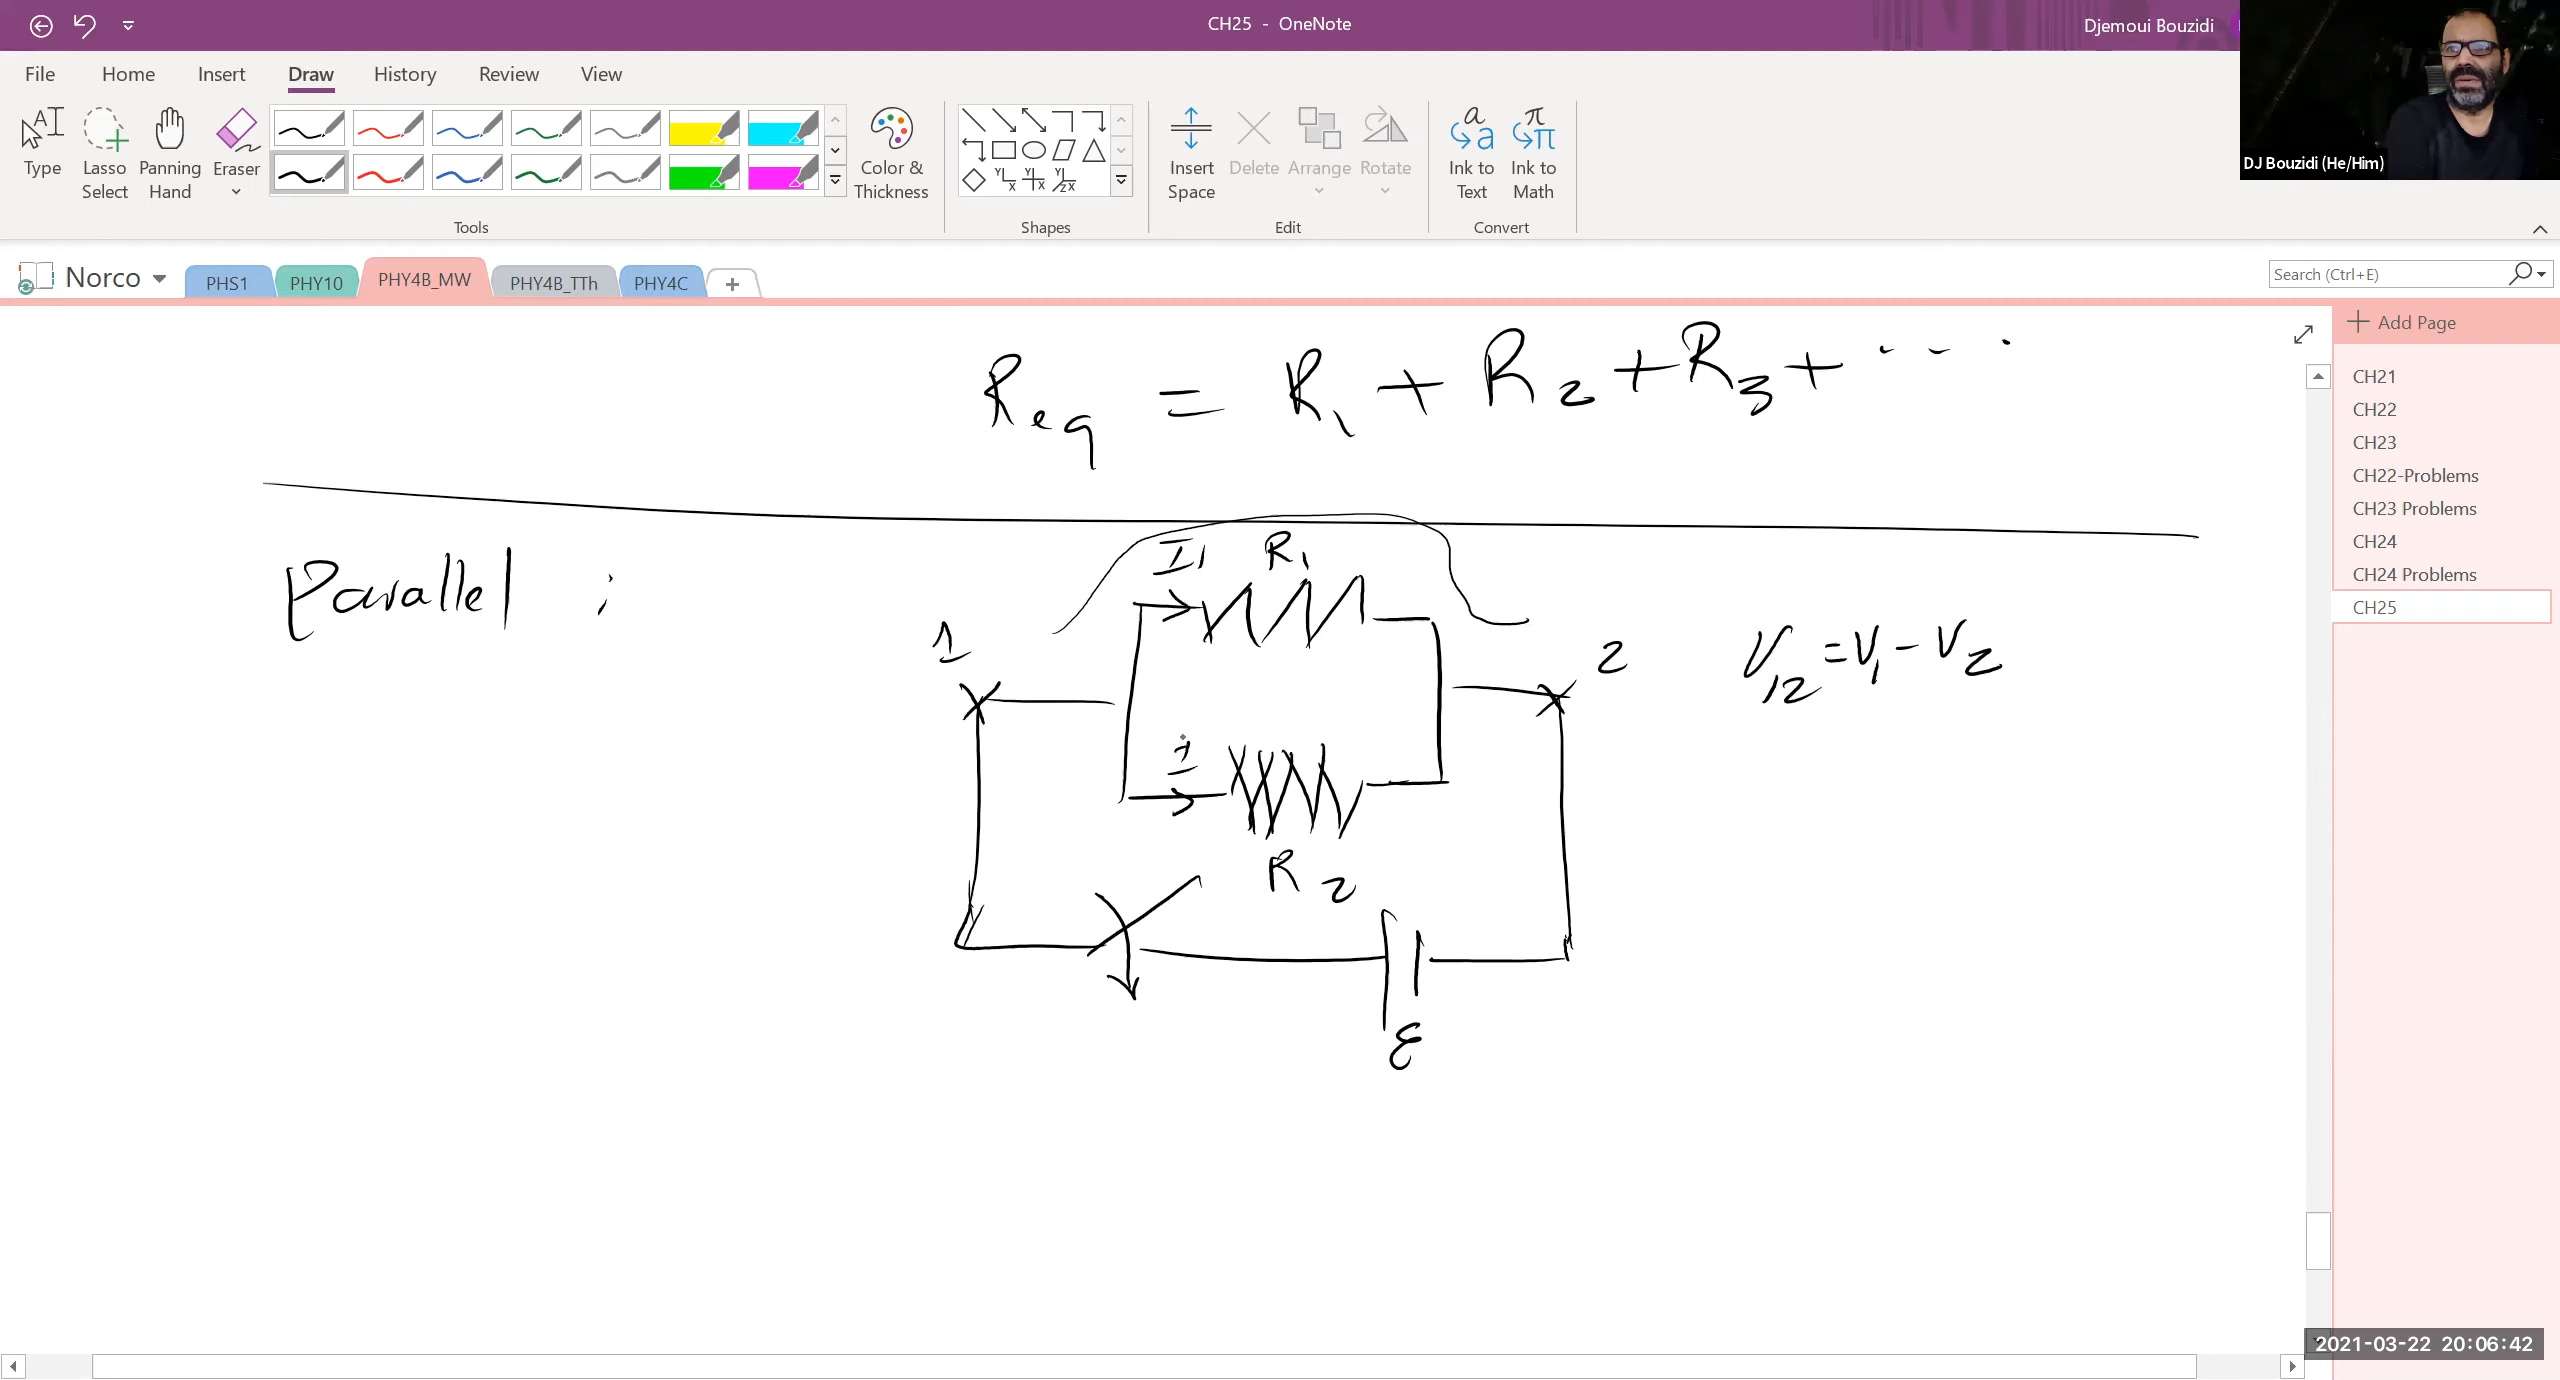 CH25 - OneNote
Djemoui Bouzidi
File Home Insert Draw History Review View
Type
Lasso Select
Panning Hand
Eraser
Color & Thickness
Insert Space
Delete
Arrange
Rotate
Ink to Text
Ink to Math
Tools
Shapes
Edit
Convert
DJ Bouzidi (He/Him)
Norco PHS1 PHY10 PHY4B_MW PHY4B_TTh PHY4C +
Search (Ctrl+E)
Add Page
CH21
CH22
CH23
CH22-Problems
CH23 Problems
CH24
CH24 Problems
CH25
Req = R1 + R2 + R3 + ....
Parallel :
I1 R1
1
2
V12 = V1 - V2
I
R2
ε
2021-03-22 20:06:42